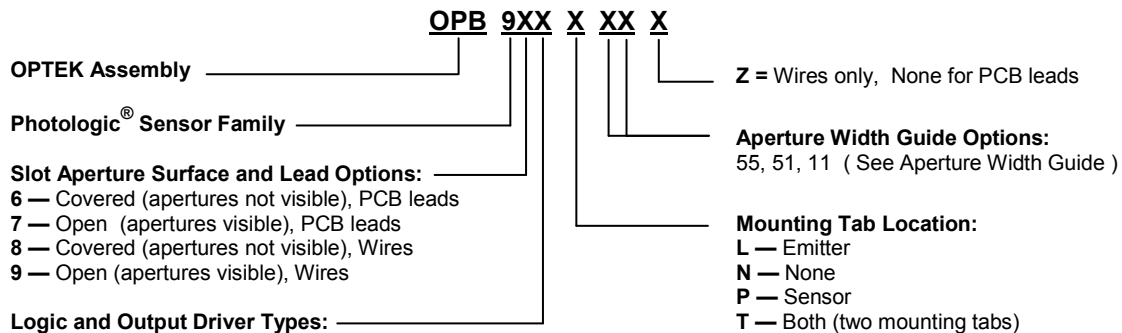 OPB 9XX X XX X
OPTEK Assembly
Photologic® Sensor Family
Slot Aperture Surface and Lead Options:
6 — Covered (apertures not visible), PCB leads
7 — Open (apertures visible), PCB leads
8 — Covered (apertures not visible), Wires
9 — Open (apertures visible), Wires
Logic and Output Driver Types:
Z = Wires only, None for PCB leads
Aperture Width Guide Options:
55, 51, 11 ( See Aperture Width Guide )
Mounting Tab Location:
L — Emitter
N — None
P — Sensor
T — Both (two mounting tabs)